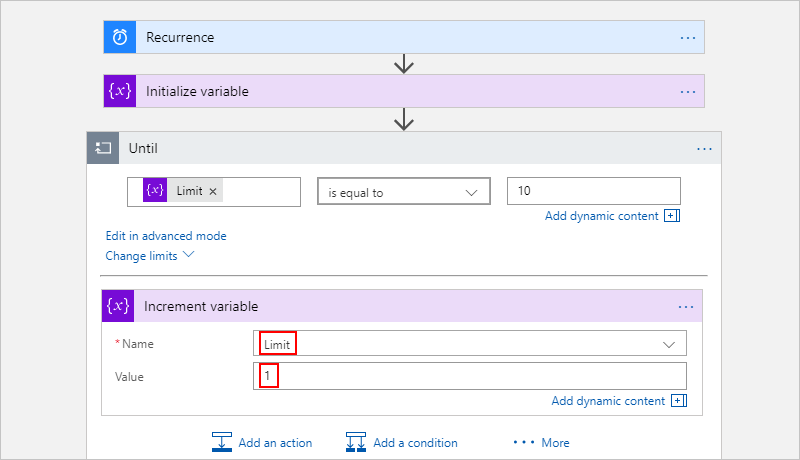 Recurrence
{x} Initialize variable
Until
{x} Limit × is equal to 10
Add dynamic content
Edit in advanced mode
Change limits
{x} Increment variable
* Name Limit
Value 1
Add dynamic content
Add an action Add a condition ••• More